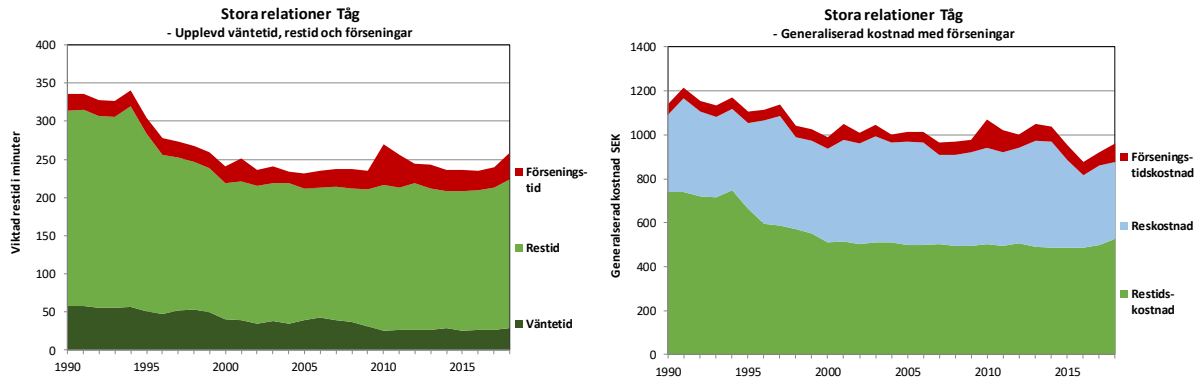 Stora relationer Tåg
- Upplevd väntetid, restid och förseningar
400
350
300
250
200
150
100
50
0
Viktad restid i minuter
1990
1995
2000
2005
2010
2015
Försenings-
tid
Restid
Väntetid
Stora relationer Tåg
- Generaliserad kostnad med förseningar
1400
1200
1000
800
600
400
200
0
Generalserad kostnad SEK
1990
1995
2000
2005
2010
2015
Försenings-
tidskostnad
Reskostnad
Restids-
kostnad